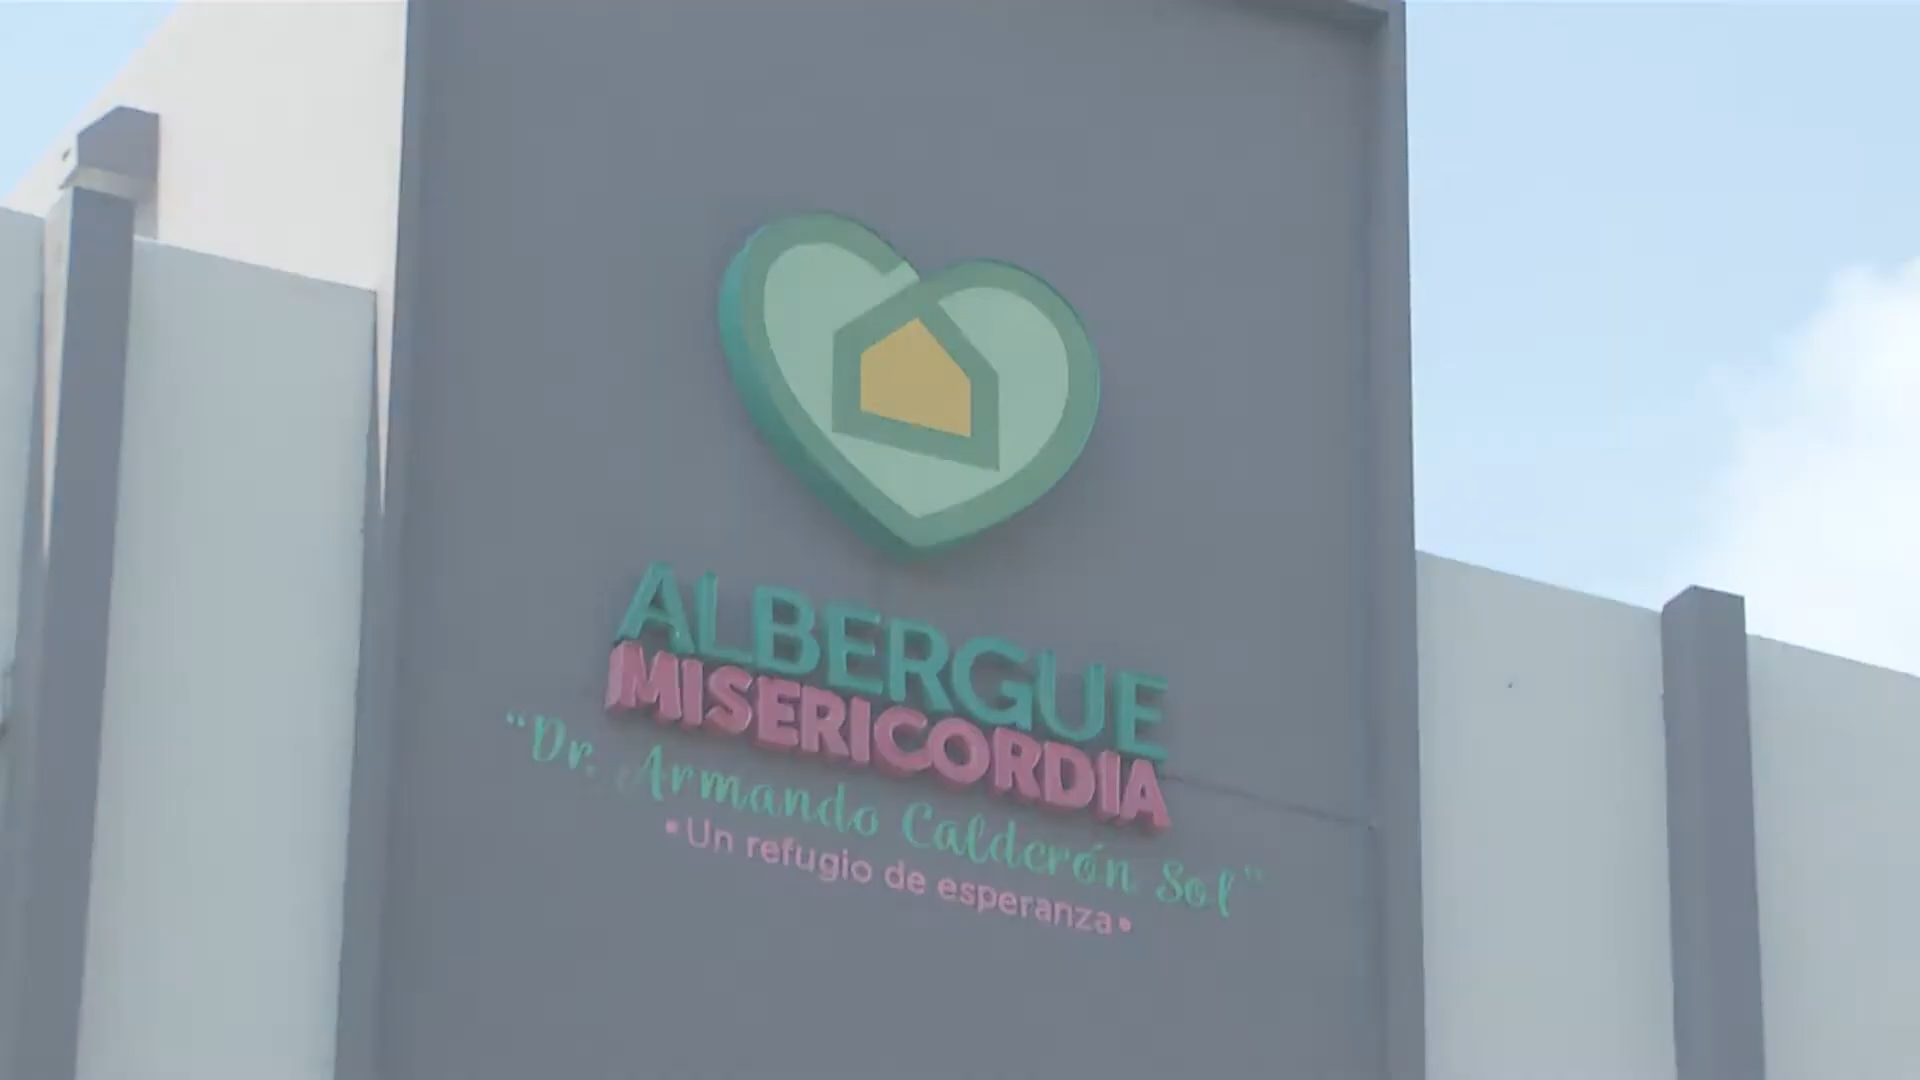 ALBERGUE
MISERICORDIA
"Dr. Armando Calderón Sol"
•Un refugio de esperanza•